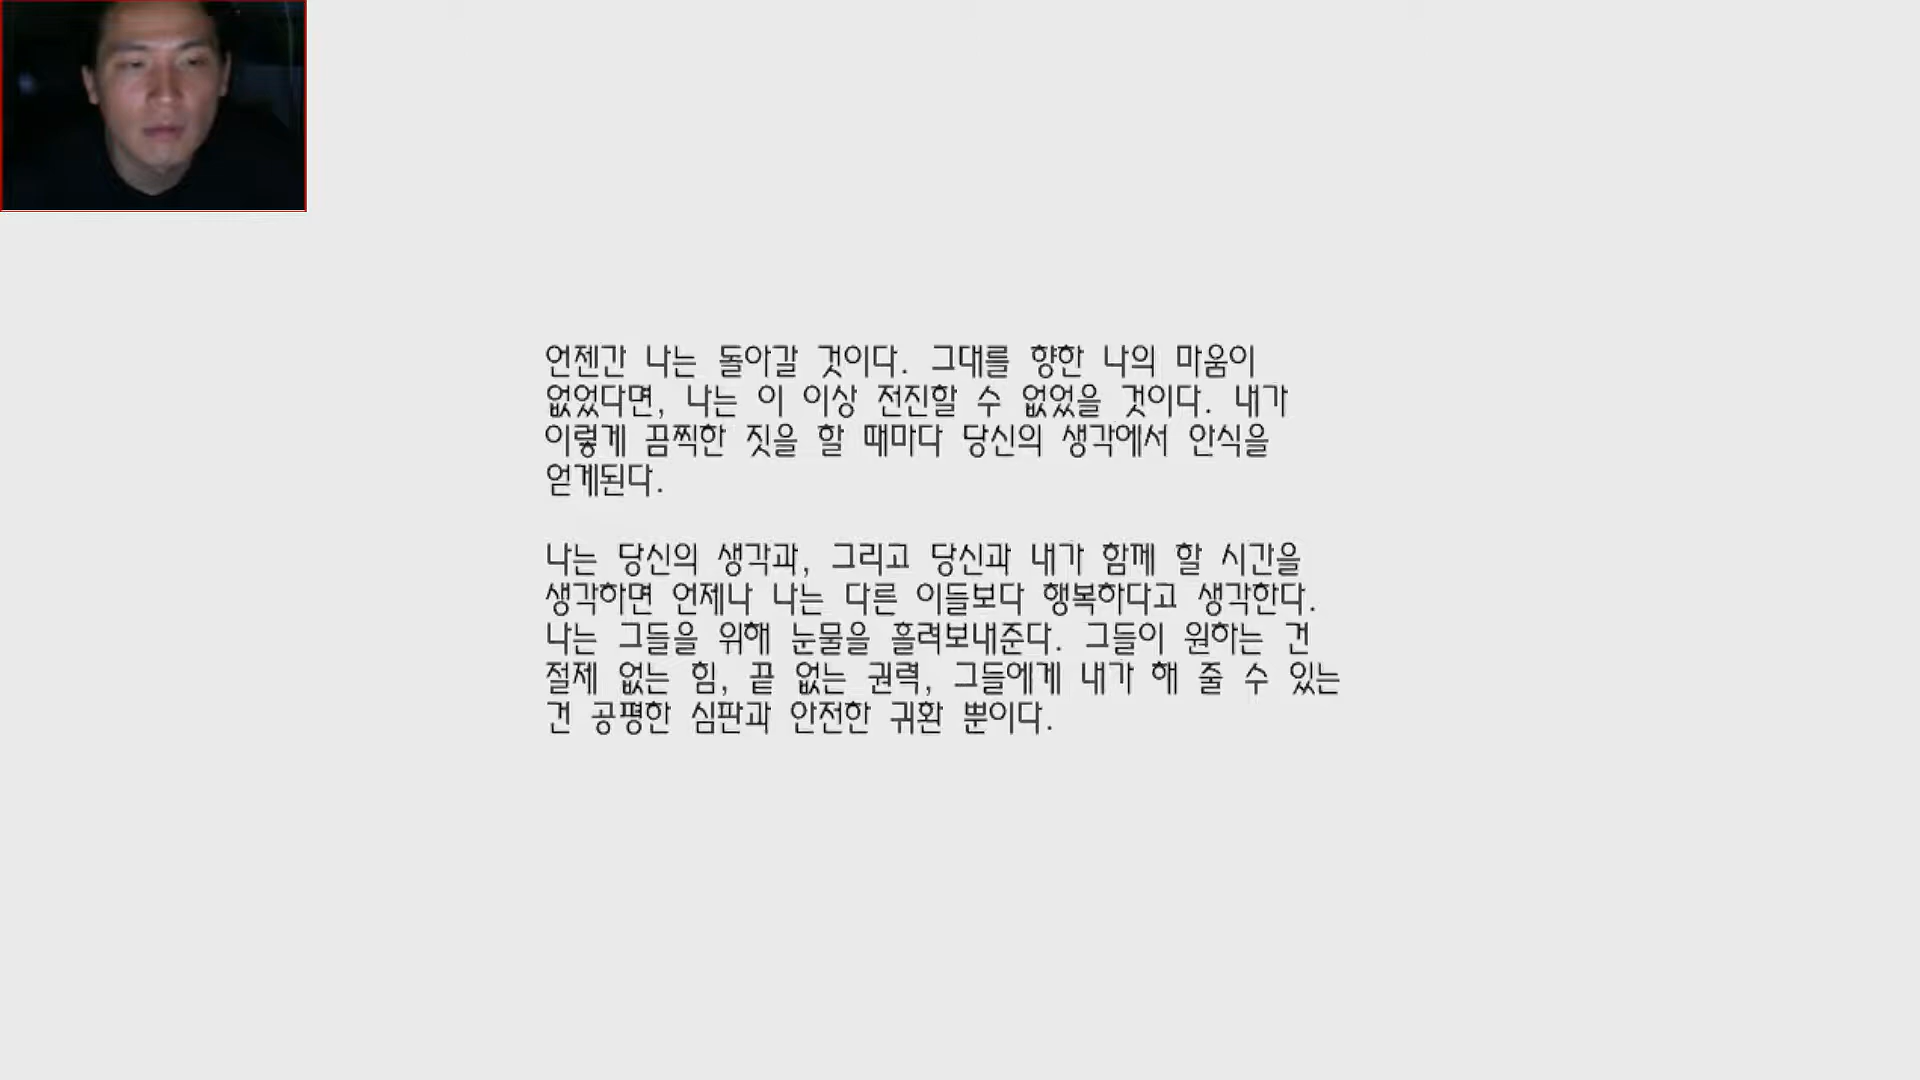 언젠간 나는 돌아갈 것이다. 그대를 향한 나의 마움이
없었다면, 나는 이 이상 전진할 수 없었을 것이다. 내가
이렇게 끔찍한 짓을 할 때마다 당신의 생각에서 안식을
얻게된다.
나는 당신의 생각과, 그리고 당신과 내가 함께 할 시간을
생각하면 언제나 나는 다른 이들보다 행복하다고 생각한다.
나는 그들을 위해 눈물을 흘려보내준다. 그들이 원하는 건
절제 없는 힘, 끝 없는 권력, 그들에게 내가 해 줄 수 있는
건 공평한 심판과 안전한 귀환 뿐이다.